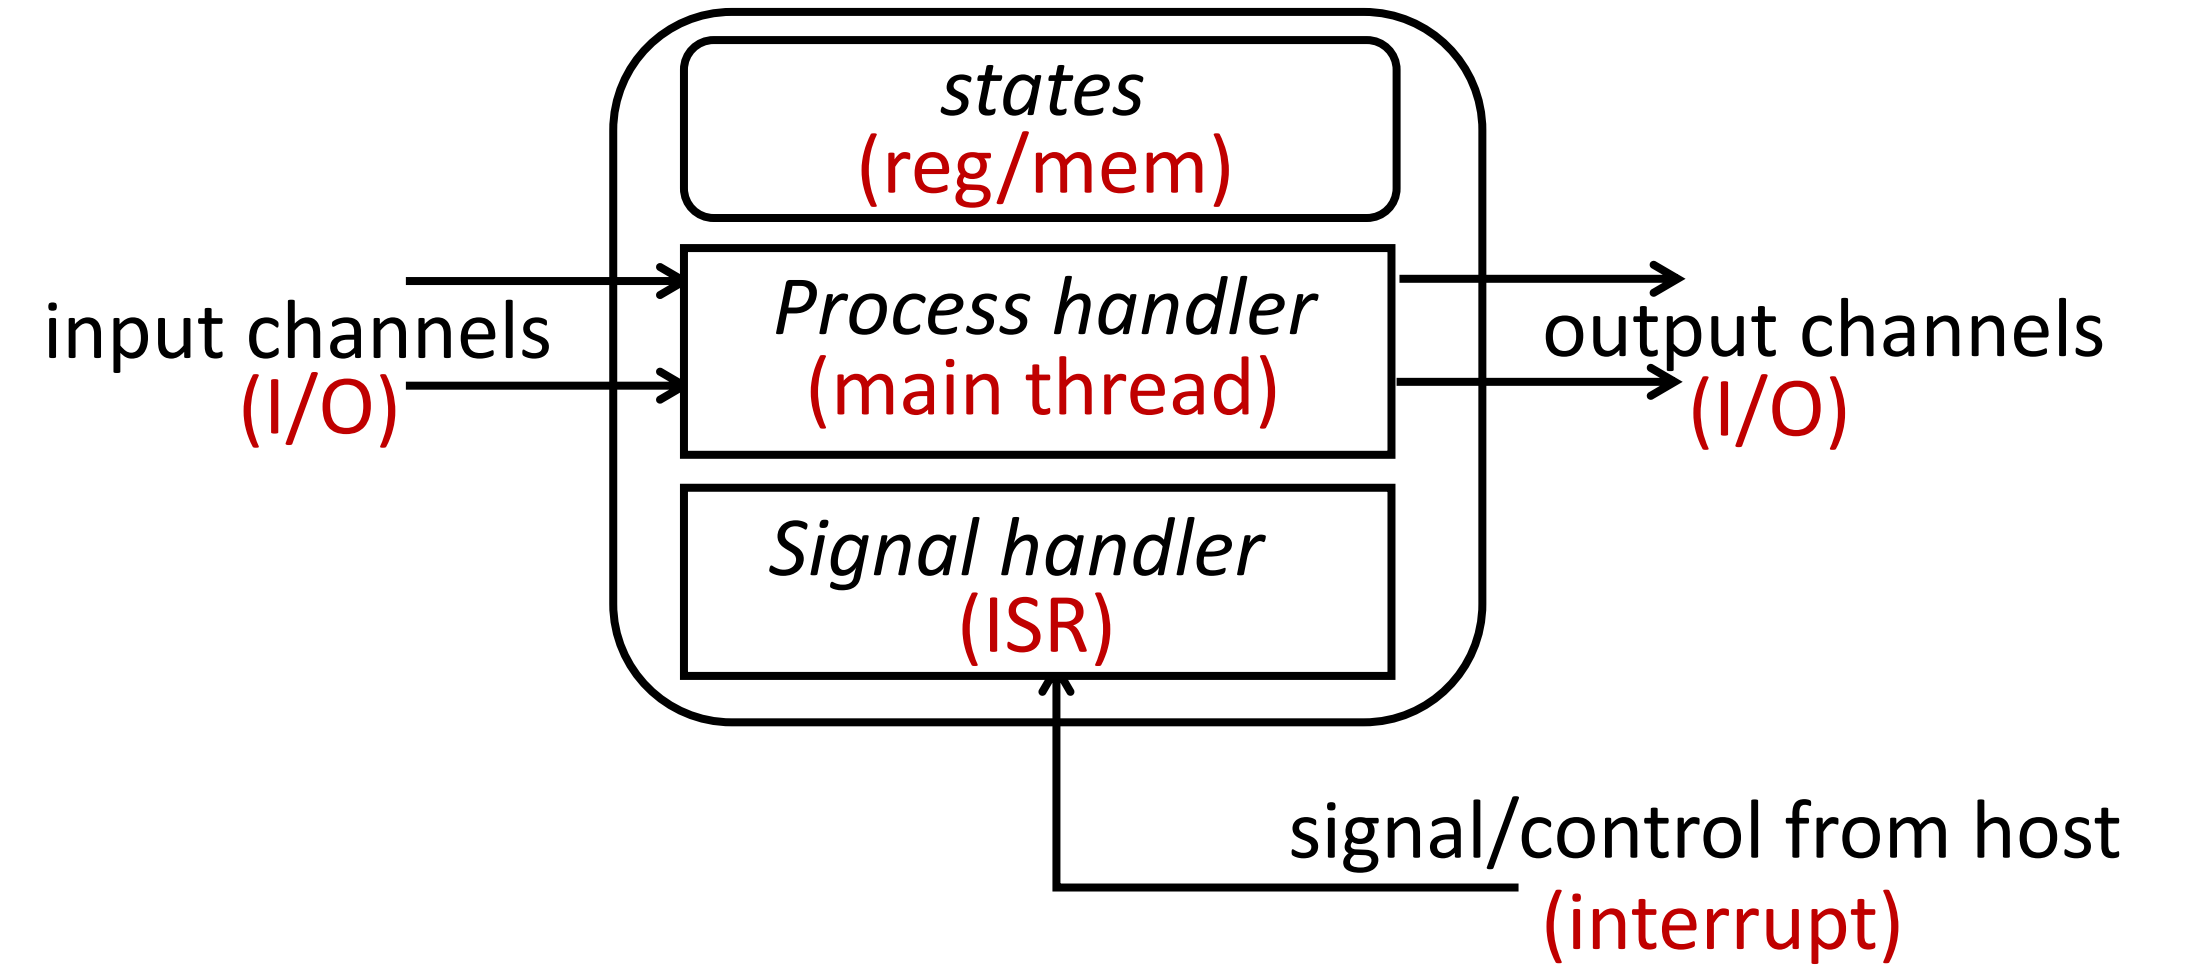 states
(reg/mem)
input channels
(I/O)
Process handler
(main thread)
output channels
(I/O)
Signal handler
(ISR)
signal/control from host
(interrupt)